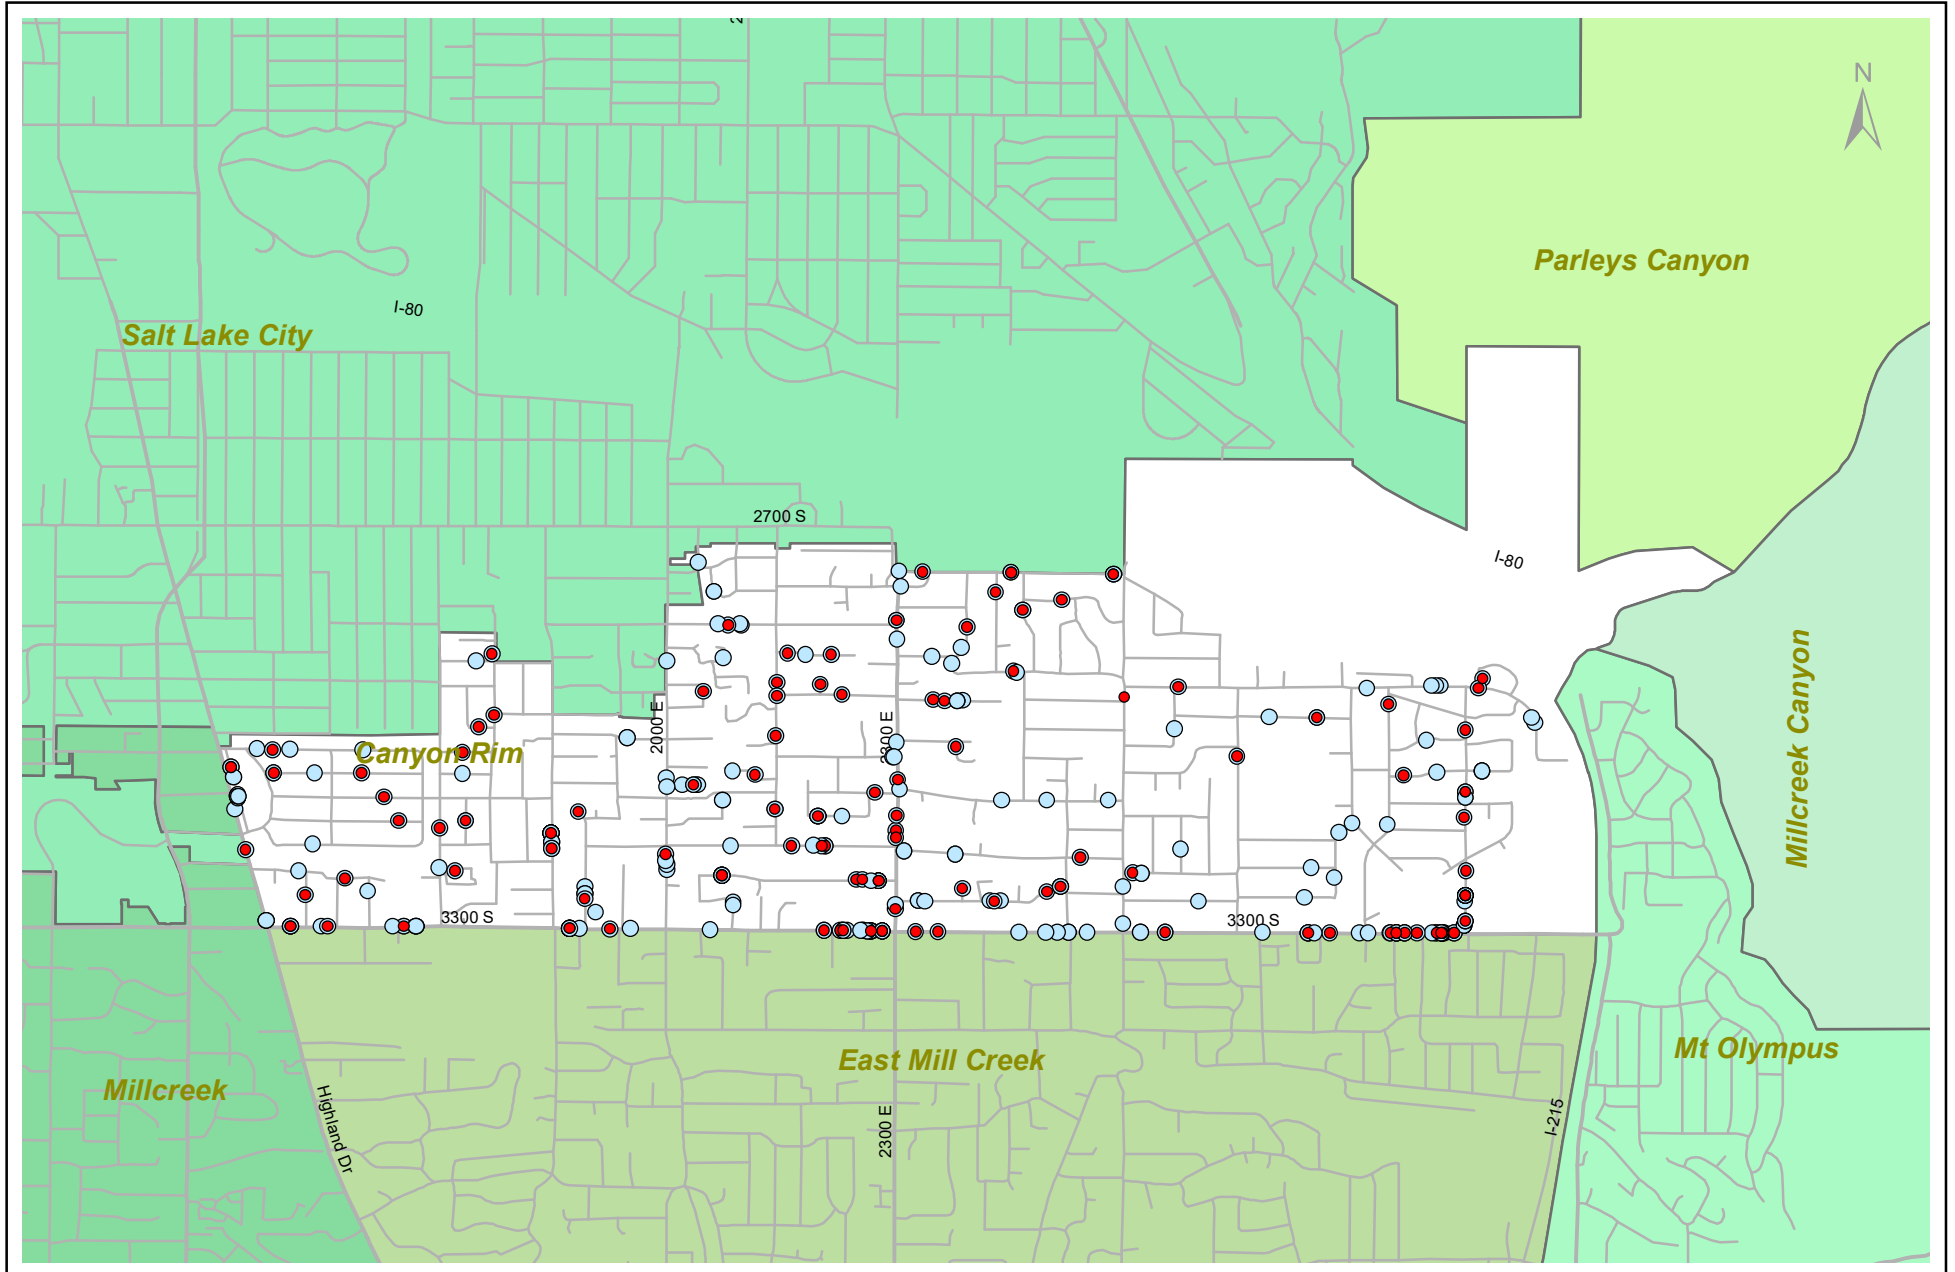 N
Parleys Canyon
I-80
Salt Lake City
2700 S
I-80
2000 E
2300 E
Canyon Rim
Millcreek Canyon
3300 S
3300 S
East Mill Creek
Mt Olympus
Millcreek
Highland Dr
2300 E
I-215